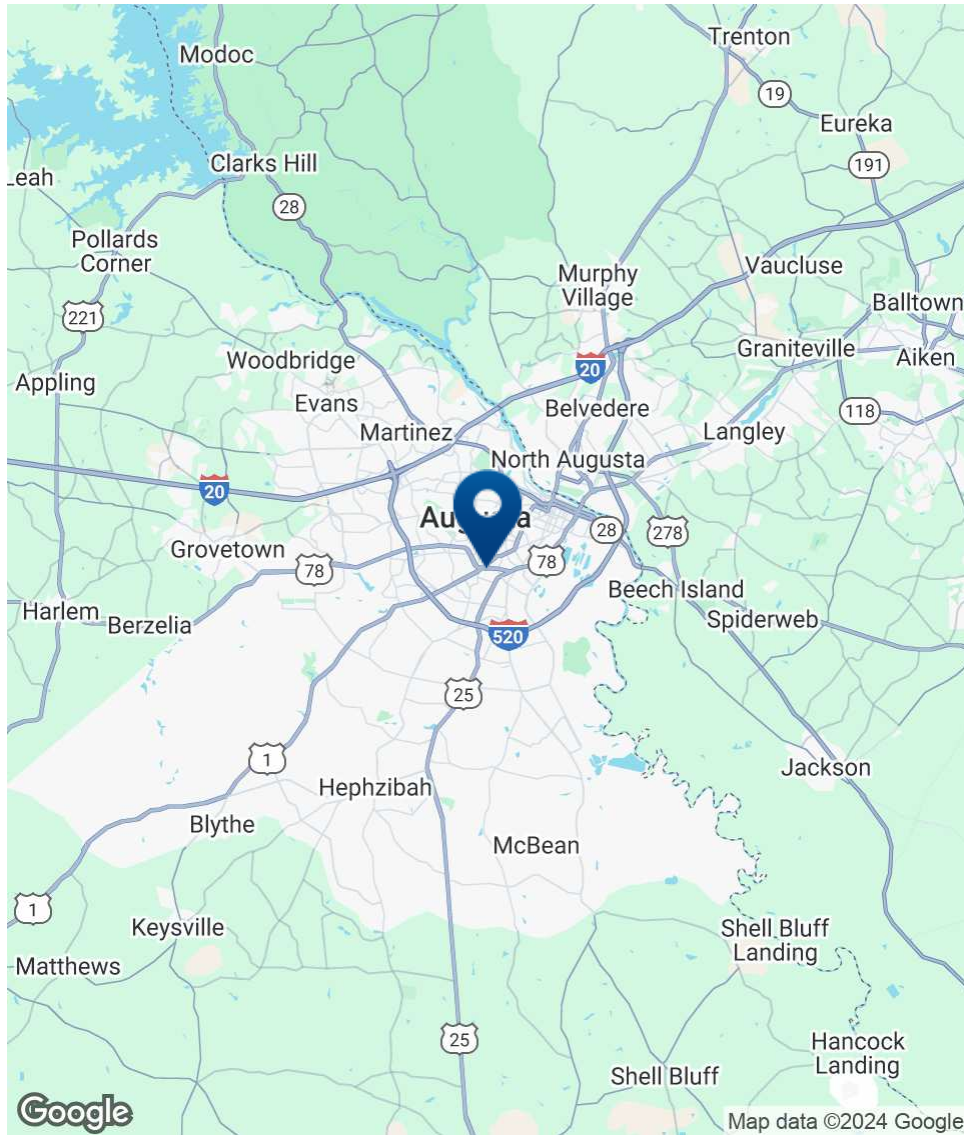 Trenton
Modoc
19
Eureka
191
Clarks Hill
Leah
28
Pollards
Corner
Vaucluse
Murphy
Village
Balltown
221
Graniteville
Woodbridge
Aiken
20
Appling
Evans
Belvedere
118
Martinez
Langley
North Augusta
20
28
278
Grovetown
78
78
Beech Island
Harlem
Berzelia
Spiderweb
520
25
1
Jackson
Hephzibah
Blythe
McBean
1
Keysville
Shell Bluff
Landing
Matthews
25
Hancock
Landing
Shell Bluff
Google
Map data ©2024 Google